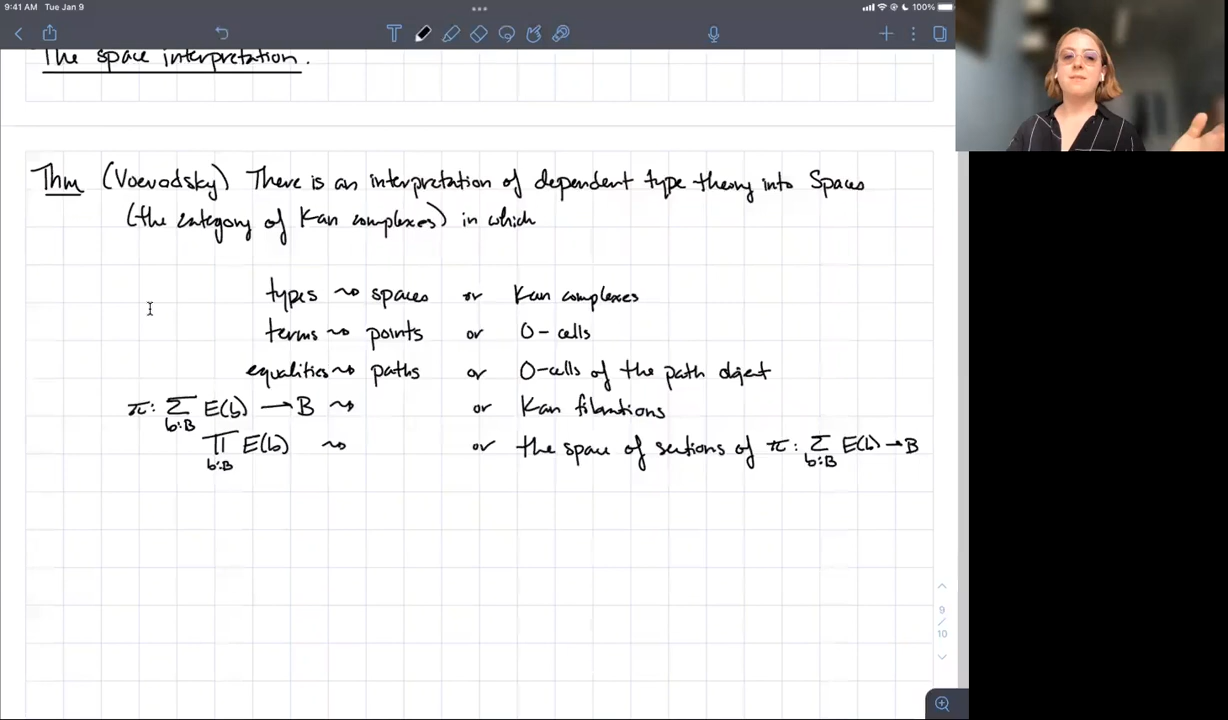 9:41 AM Tue Jan 9
100%
The space interpretation.
Thm (Voevodsky) There is an interpretation of dependent type theory into Spaces
(the category of Kan complexes) in which
types ⇝ spaces or Kan complexes
terms ⇝ points or 0-cells
equalities ⇝ paths or 0-cells of the path object
π: Σ_{b:B} E(b) → B ⇝ or Kan fibrations
Π_{b:B} E(b) ⇝ or the space of sections of π: Σ_{b:B} E(b) → B
9
/
10